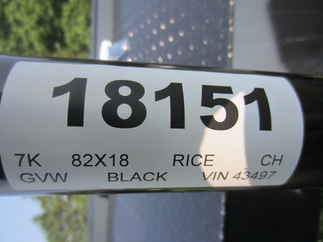 18151
7K 82X18 RICE CH
GVW BLACK VIN 43497